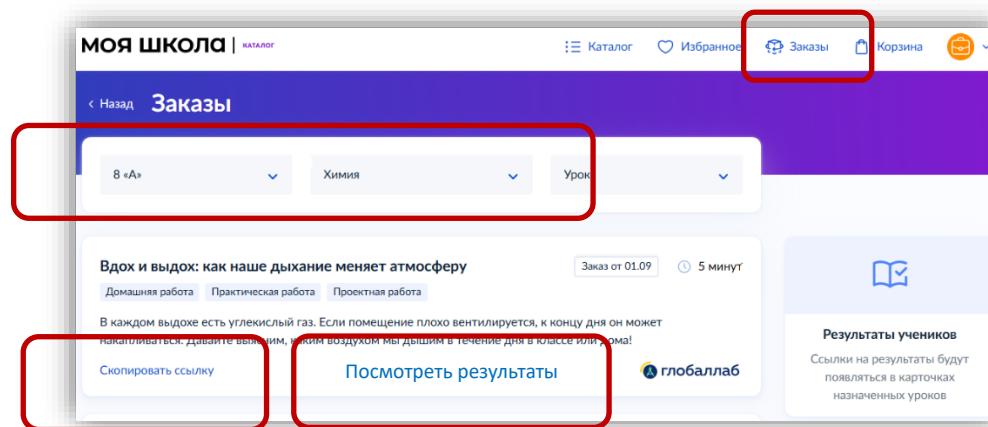 МОЯ ШКОЛА | КАТАЛОГ
Каталог Избранное Заказы Корзина
< Назад Заказы
8 «А» Химия Урок
Вдох и выдох: как наше дыхание меняет атмосферу
Заказ от 01.09 5 минут
Домашняя работа Практическая работа Проектная работа
В каждом выдохе есть углекислый газ. Если помещение плохо вентилируется, к концу дня он может
накапливаться. Давайте выясним, каким воздухом мы дышим в течение дня в классе или дома!
Скопировать ссылку Посмотреть результаты глобаллаб
Результаты учеников
Ссылки на результаты будут
появляться в карточках
назначенных уроков